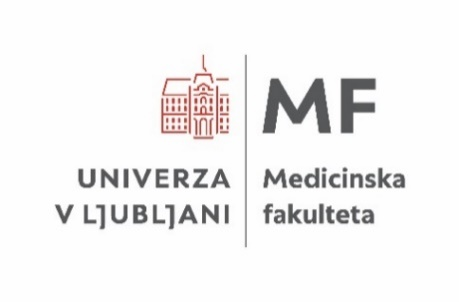 UNIVERZA
V LJUBLJANI
MF
Medicinska
fakulteta